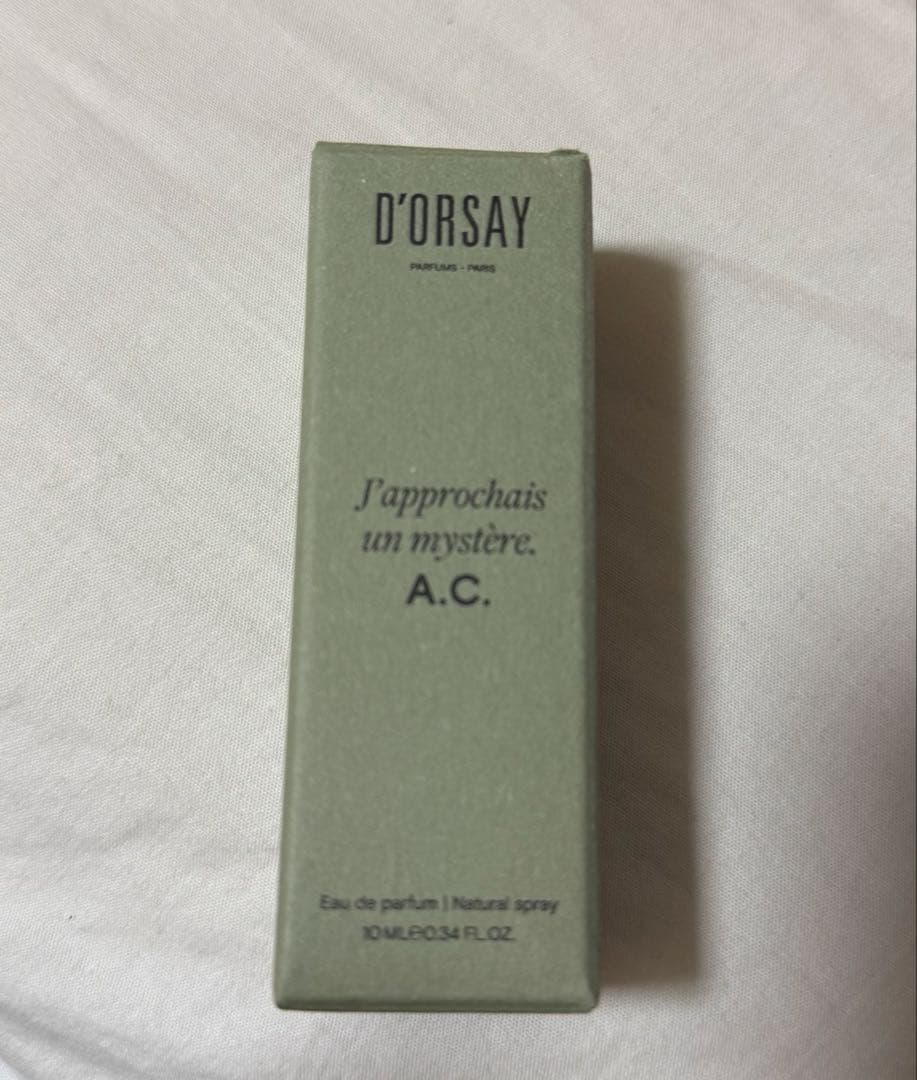 D'ORSAY
PARFUMS - PARIS
J'approchais
un mystère.
A.C.
Eau de parfum | Natural spray
10 ML℮0.34 FL.OZ.